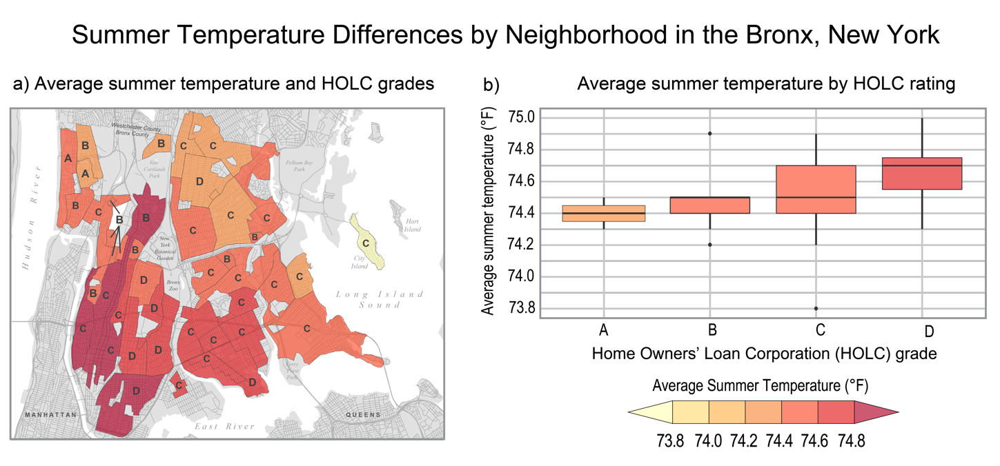 Summer Temperature Differences by Neighborhood in the Bronx, New York
a) Average summer temperature and HOLC grades
Westchester County
Bronx County
B
B
C
C
A
A
Van
Cortlandt
Park
Pelham Bay
Park
D
Hudson River
B
C
B
B
C
C
C
B
B
New
York
Botanical
Garden
Hart
Island
C
City
Island
B
C
C
C
C
D
Bronx
Zoo
B
C
C
D
C
Long Island
Sound
C
C
C
C
C
C
D
D
C
C
Ferry
Point
Park
D
C
D
MANHATTAN
QUEENS
East River
b)
Average summer temperature by HOLC rating
Average summer temperature (°F)
75.0
74.8
74.6
74.4
74.2
74.0
73.8
A
B
C
D
Home Owners’ Loan Corporation (HOLC) grade
Average Summer Temperature (°F)
73.8 74.0 74.2 74.4 74.6 74.8